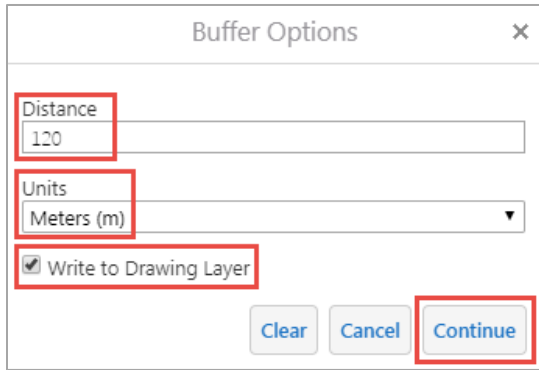 Buffer Options ×
Distance
120
Units
Meters (m)
Write to Drawing Layer
Clear Cancel Continue